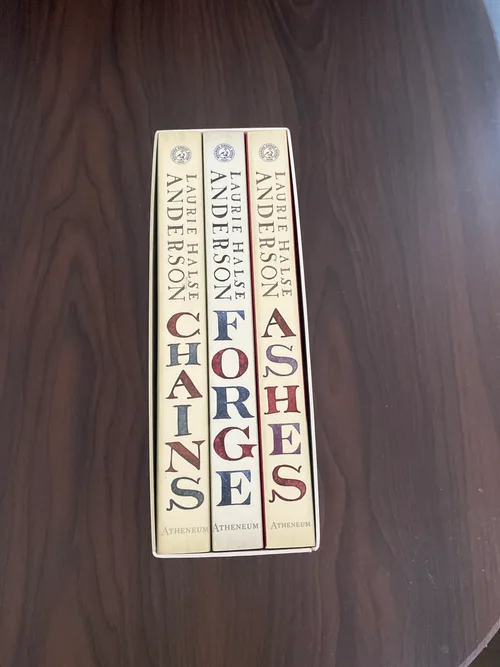 LAURIE HALSE
ANDERSON
CHAINS
ATHENEUM
LAURIE HALSE
ANDERSON
FORGE
ATHENEUM
LAURIE HALSE
ANDERSON
ASHES
ATHENEUM